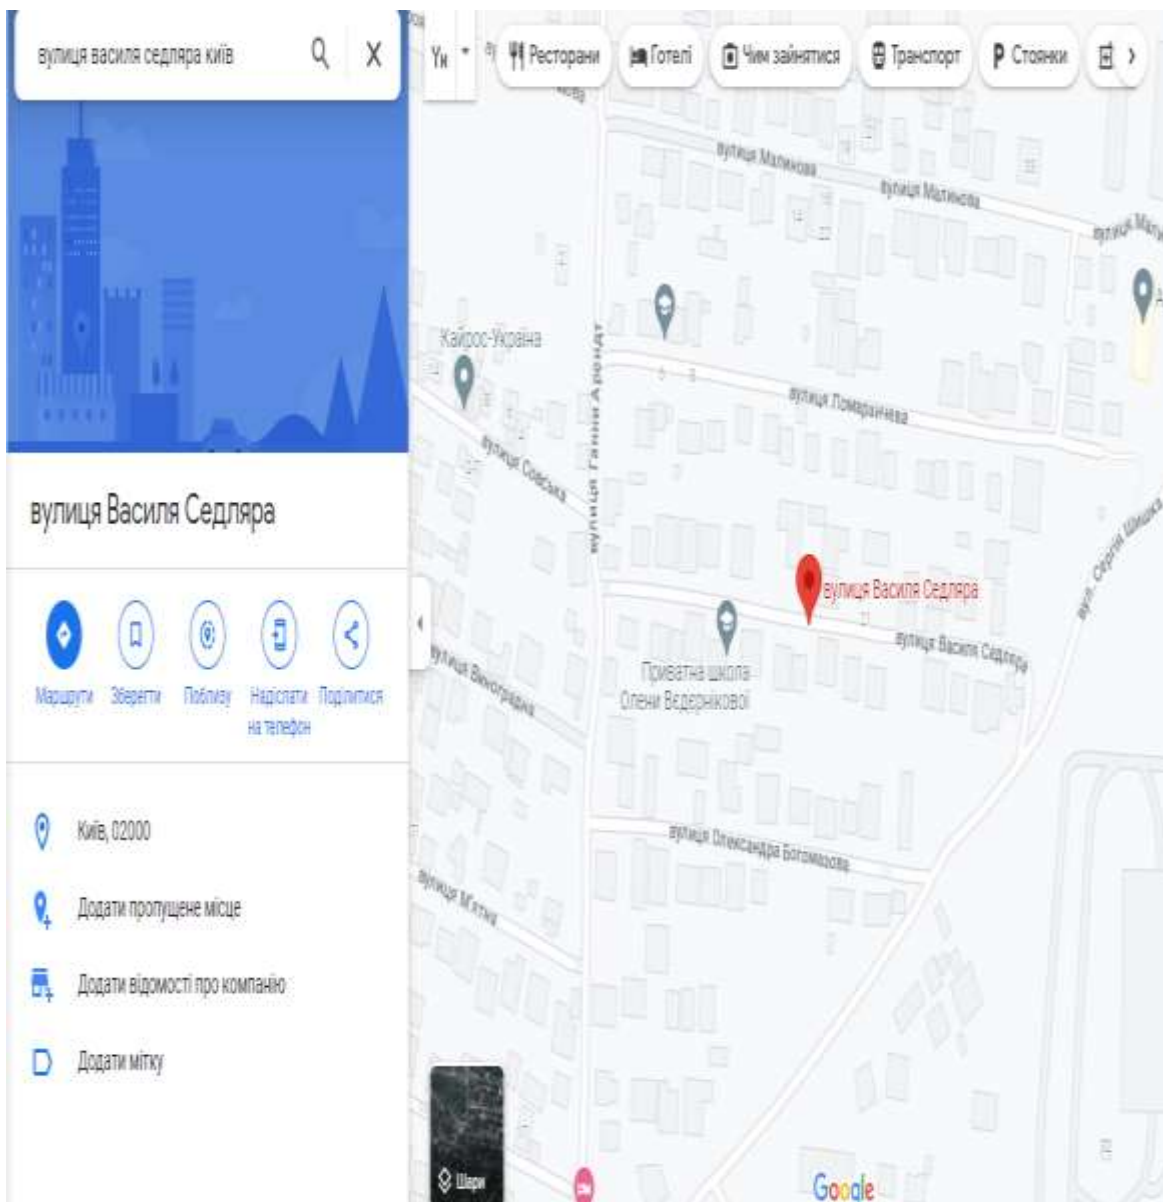 вулиця василя седляра київ
Ресторани
Готелі
Чим зайнятися
Транспорт
Стоянки
вулиця Малинова
вулиця Малинова
Кайрос-Україна
вулиця Ганни Арендт
вулиця Помаранчева
вулиця Совська
вул. Сергія Шишка
вулиця Василя Седляра
вулиця Василя Седляра
вулиця Василя Седляра
Приватна школа
Олени Вєдєрнікової
вулиця Виноградна
Маршрути
Зберегти
Поблизу
Надіслати
на телефон
Поділитися
вулиця Олександра Богомазова
вулиця М'ятна
Київ, 02000
Додати пропущене місце
Додати відомості про компанію
Додати мітку
Шари
Google